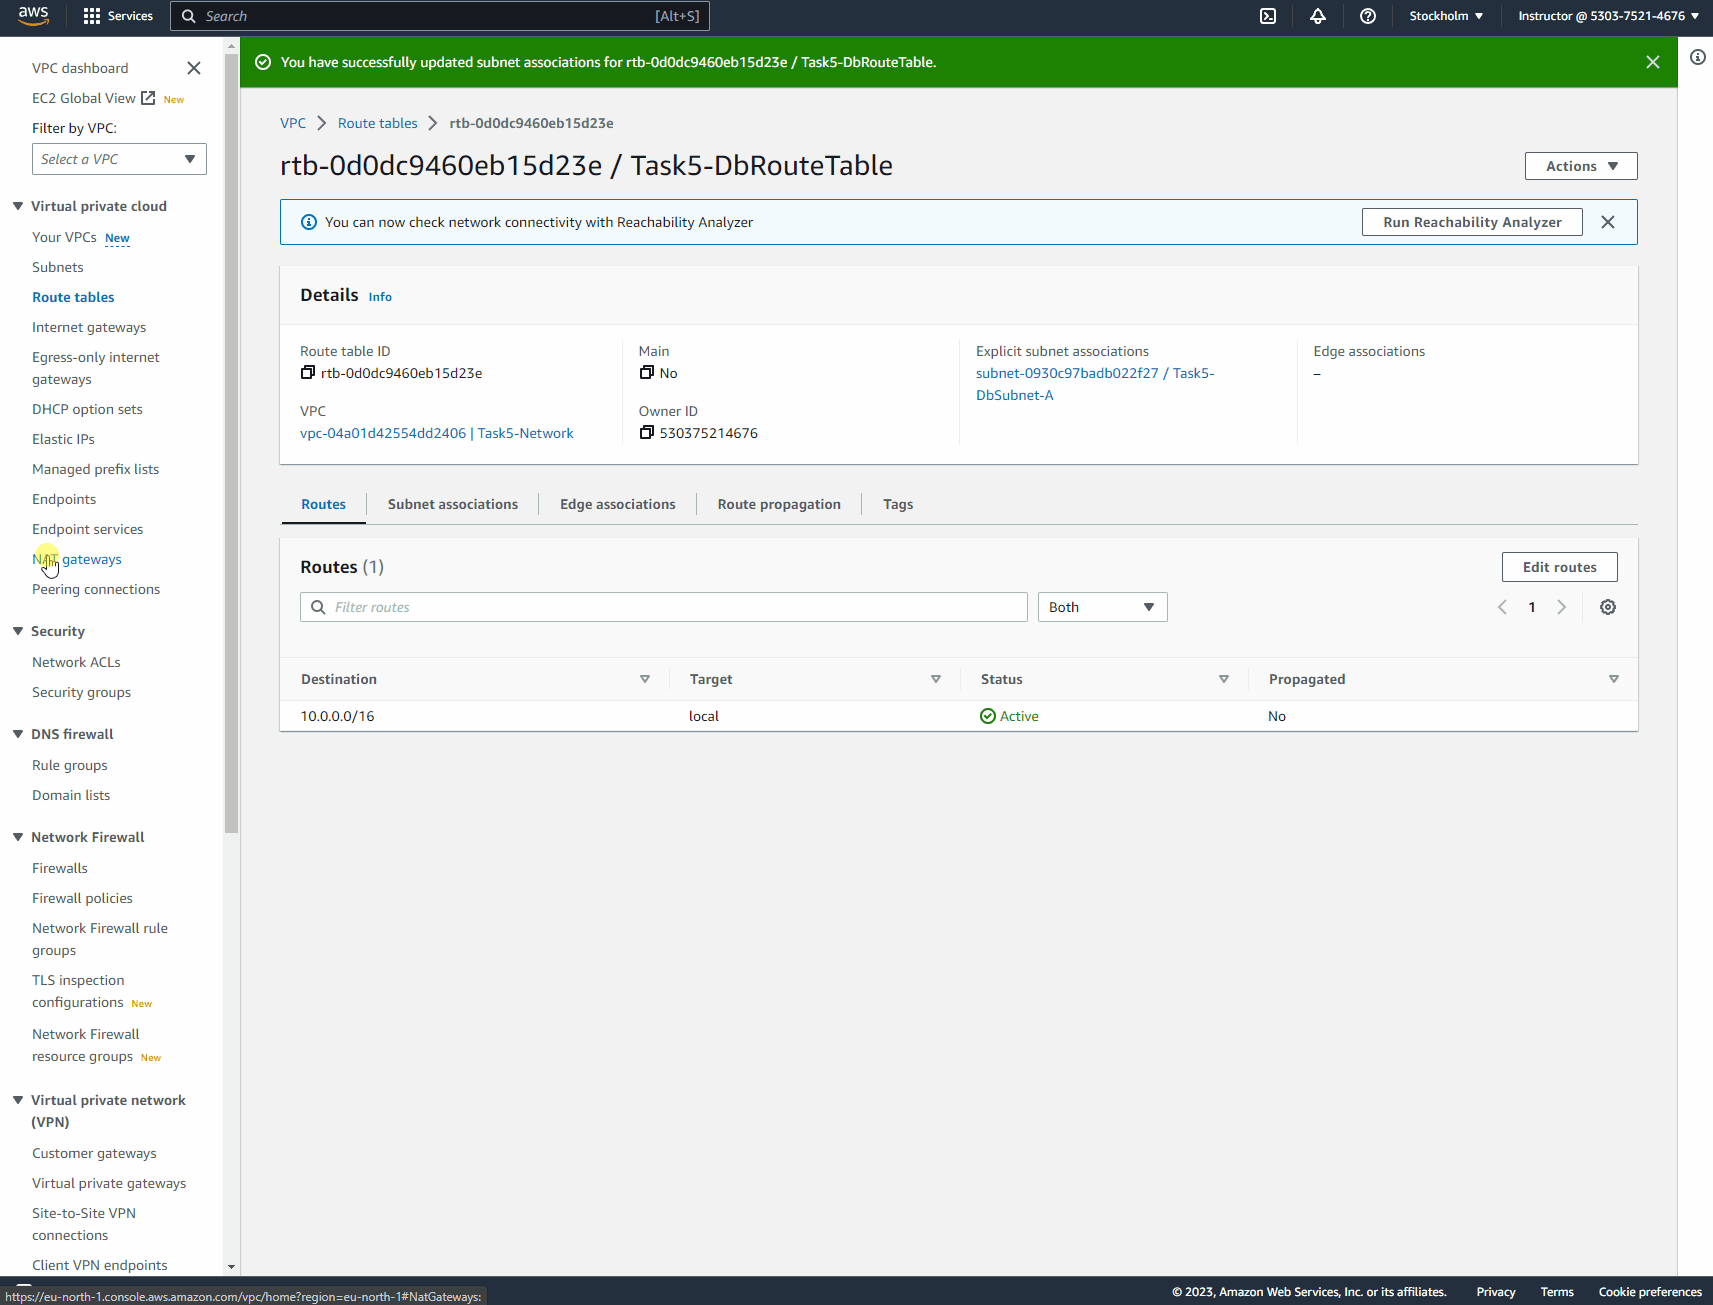 aws
Services
Search
[Alt+S]
Stockholm
Instructor @ 5303-7521-4676
VPC dashboard
EC2 Global View
New
Filter by VPC:
Select a VPC
Virtual private cloud
Your VPCs
New
Subnets
Route tables
Internet gateways
Egress-only internet
gateways
DHCP option sets
Elastic IPs
Managed prefix lists
Endpoints
Endpoint services
NAT gateways
Peering connections
Security
Network ACLs
Security groups
DNS firewall
Rule groups
Domain lists
Network Firewall
Firewalls
Firewall policies
Network Firewall rule
groups
TLS inspection
configurations New
Network Firewall
resource groups New
Virtual private network
(VPN)
Customer gateways
Virtual private gateways
Site-to-Site VPN
connections
Client VPN endpoints
You have successfully updated subnet associations for rtb-0d0dc9460eb15d23e / Task5-DbRouteTable.
VPC
Route tables
rtb-0d0dc9460eb15d23e
rtb-0d0dc9460eb15d23e / Task5-DbRouteTable
Actions
You can now check network connectivity with Reachability Analyzer
Run Reachability Analyzer
Details Info
Route table ID
rtb-0d0dc9460eb15d23e
VPC
vpc-04a01d42554dd2406 | Task5-Network
Main
No
Owner ID
530375214676
Explicit subnet associations
subnet-0930c97badb022f27 / Task5-
DbSubnet-A
Edge associations
–
Routes
Subnet associations
Edge associations
Route propagation
Tags
Routes (1)
Edit routes
Filter routes
Both
1
Destination
Target
Status
Propagated
10.0.0.0/16
local
Active
No
https://eu-north-1.console.aws.amazon.com/vpc/home?region=eu-north-1#NatGateways:
© 2023, Amazon Web Services, Inc. or its affiliates.
Privacy
Terms
Cookie preferences